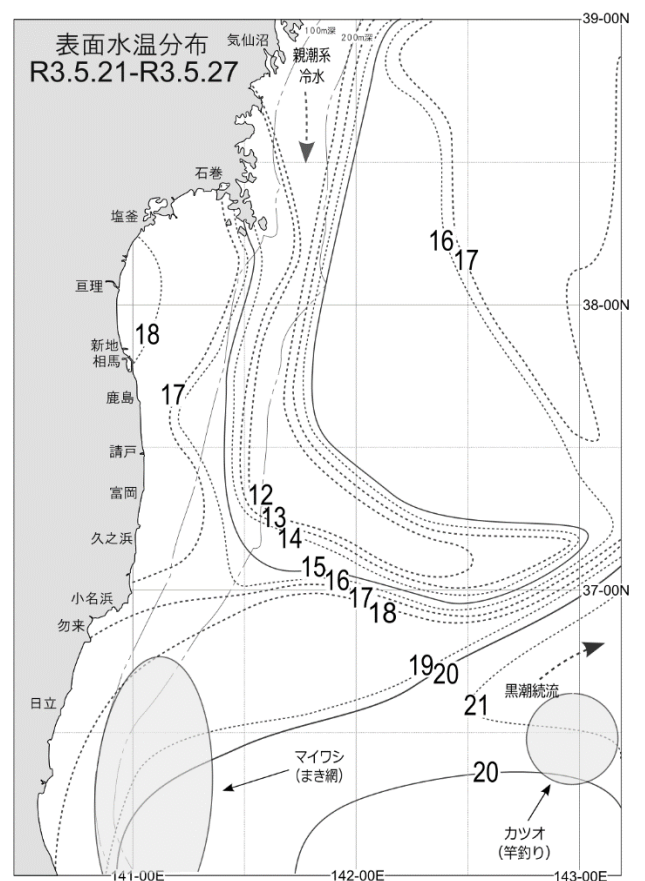 表面水温分布
R3.5.21-R3.5.27
気仙沼
100m深
200m深
39-00N
親潮系
冷水
石巻
塩釜
亘理
新地
相馬
鹿島
請戸
富岡
久之浜
小名浜
勿来
日立
16
17
38-00N
18
17
12
13
14
15
16
17
18
37-00N
19
20
21
黒潮続流
20
マイワシ
(まき網)
カツオ
(竿釣り)
141-00E
142-00E
143-00E